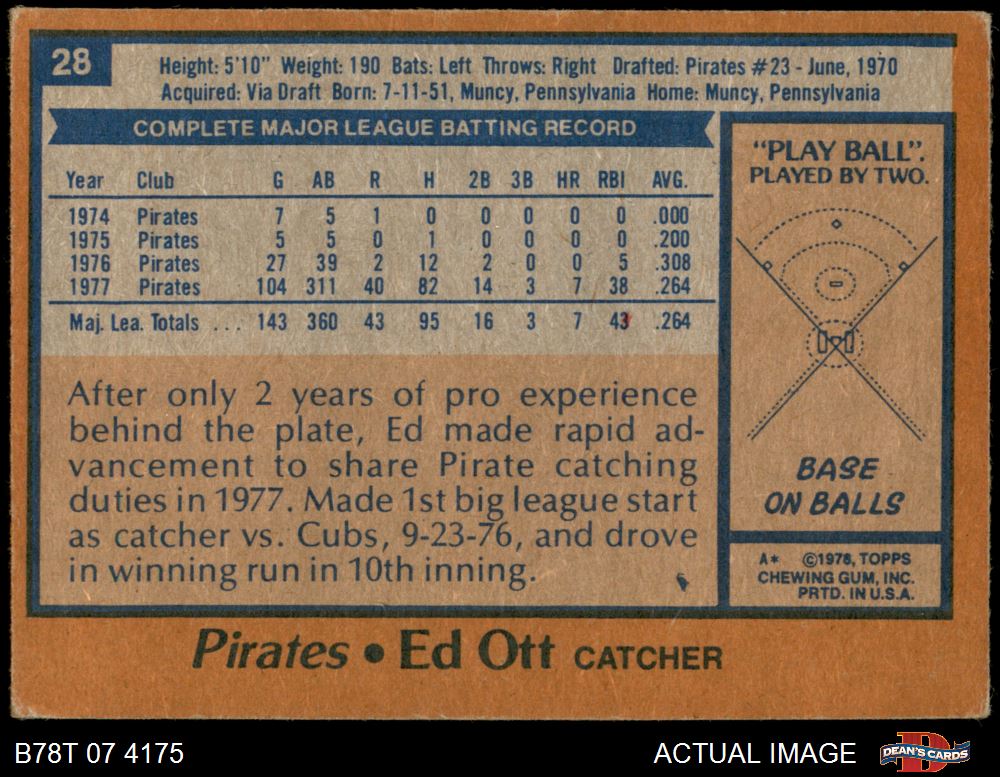 28
Height: 5'10" Weight: 190 Bats: Left Throws: Right Drafted: Pirates #23 - June, 1970
Acquired: Via Draft Born: 7-11-51, Muncy, Pennsylvania Home: Muncy, Pennsylvania
COMPLETE MAJOR LEAGUE BATTING RECORD
Year Club G AB R H 2B 3B HR RBI AVG.
1974 Pirates 7 5 1 0 0 0 0 0 .000
1975 Pirates 5 5 0 1 0 0 0 0 .200
1976 Pirates 27 39 2 12 2 0 0 5 .308
1977 Pirates 104 311 40 82 14 3 7 38 .264
Maj. Lea. Totals ... 143 360 43 95 16 3 7 43 .264
After only 2 years of pro experience
behind the plate, Ed made rapid ad-
vancement to share Pirate catching
duties in 1977. Made 1st big league start
as catcher vs. Cubs, 9-23-76, and drove
in winning run in 10th inning.
"PLAY BALL".
PLAYED BY TWO.
BASE
ON BALLS
A* ©1978, TOPPS
CHEWING GUM, INC.
PRTD. IN U.S.A.
Pirates • Ed Ott CATCHER
B78T 07 4175 ACTUAL IMAGE DEAN'S CARDS